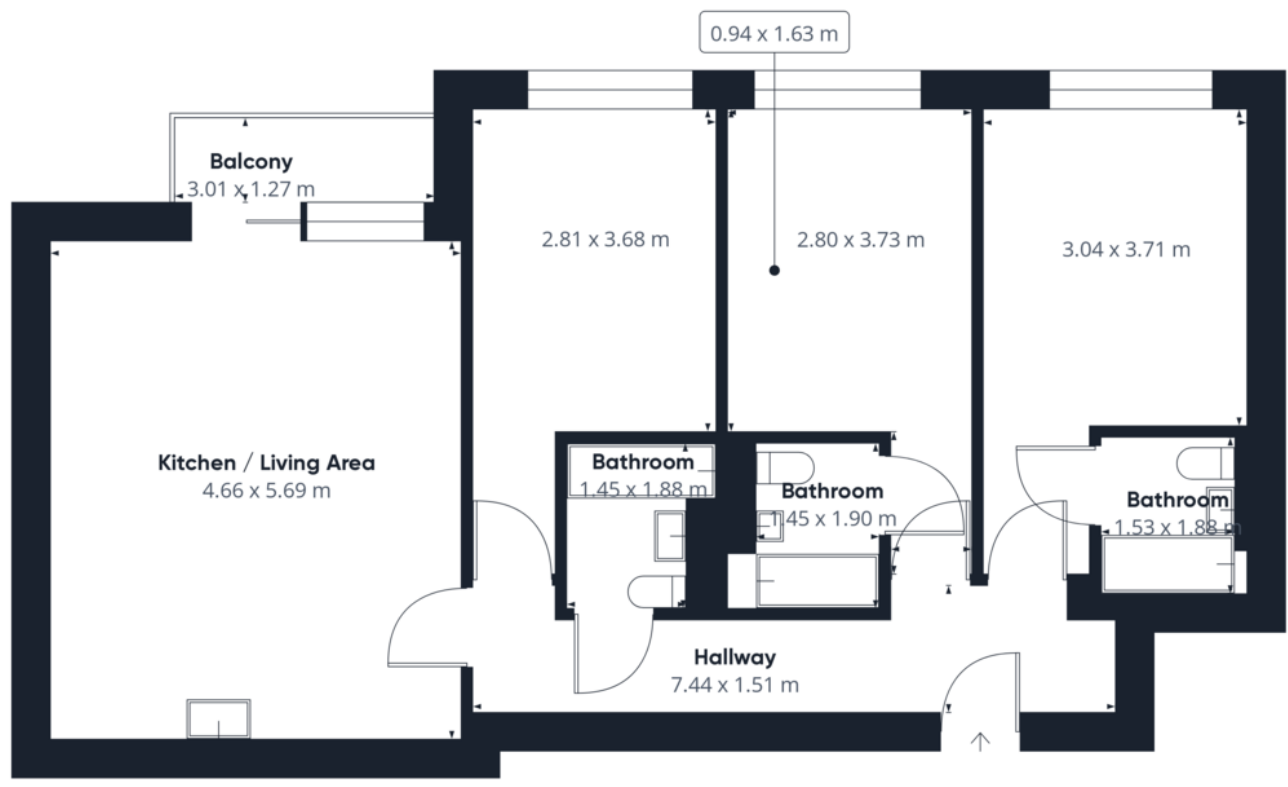 0.94 x 1.63 m
Balcony
3.01 x 1.27 m
2.81 x 3.68 m
2.80 x 3.73 m
3.04 x 3.71 m
Kitchen / Living Area
4.66 x 5.69 m
Bathroom
1.45 x 1.88 m
Bathroom
1.45 x 1.90 m
Bathroom
1.53 x 1.88 m
Hallway
7.44 x 1.51 m